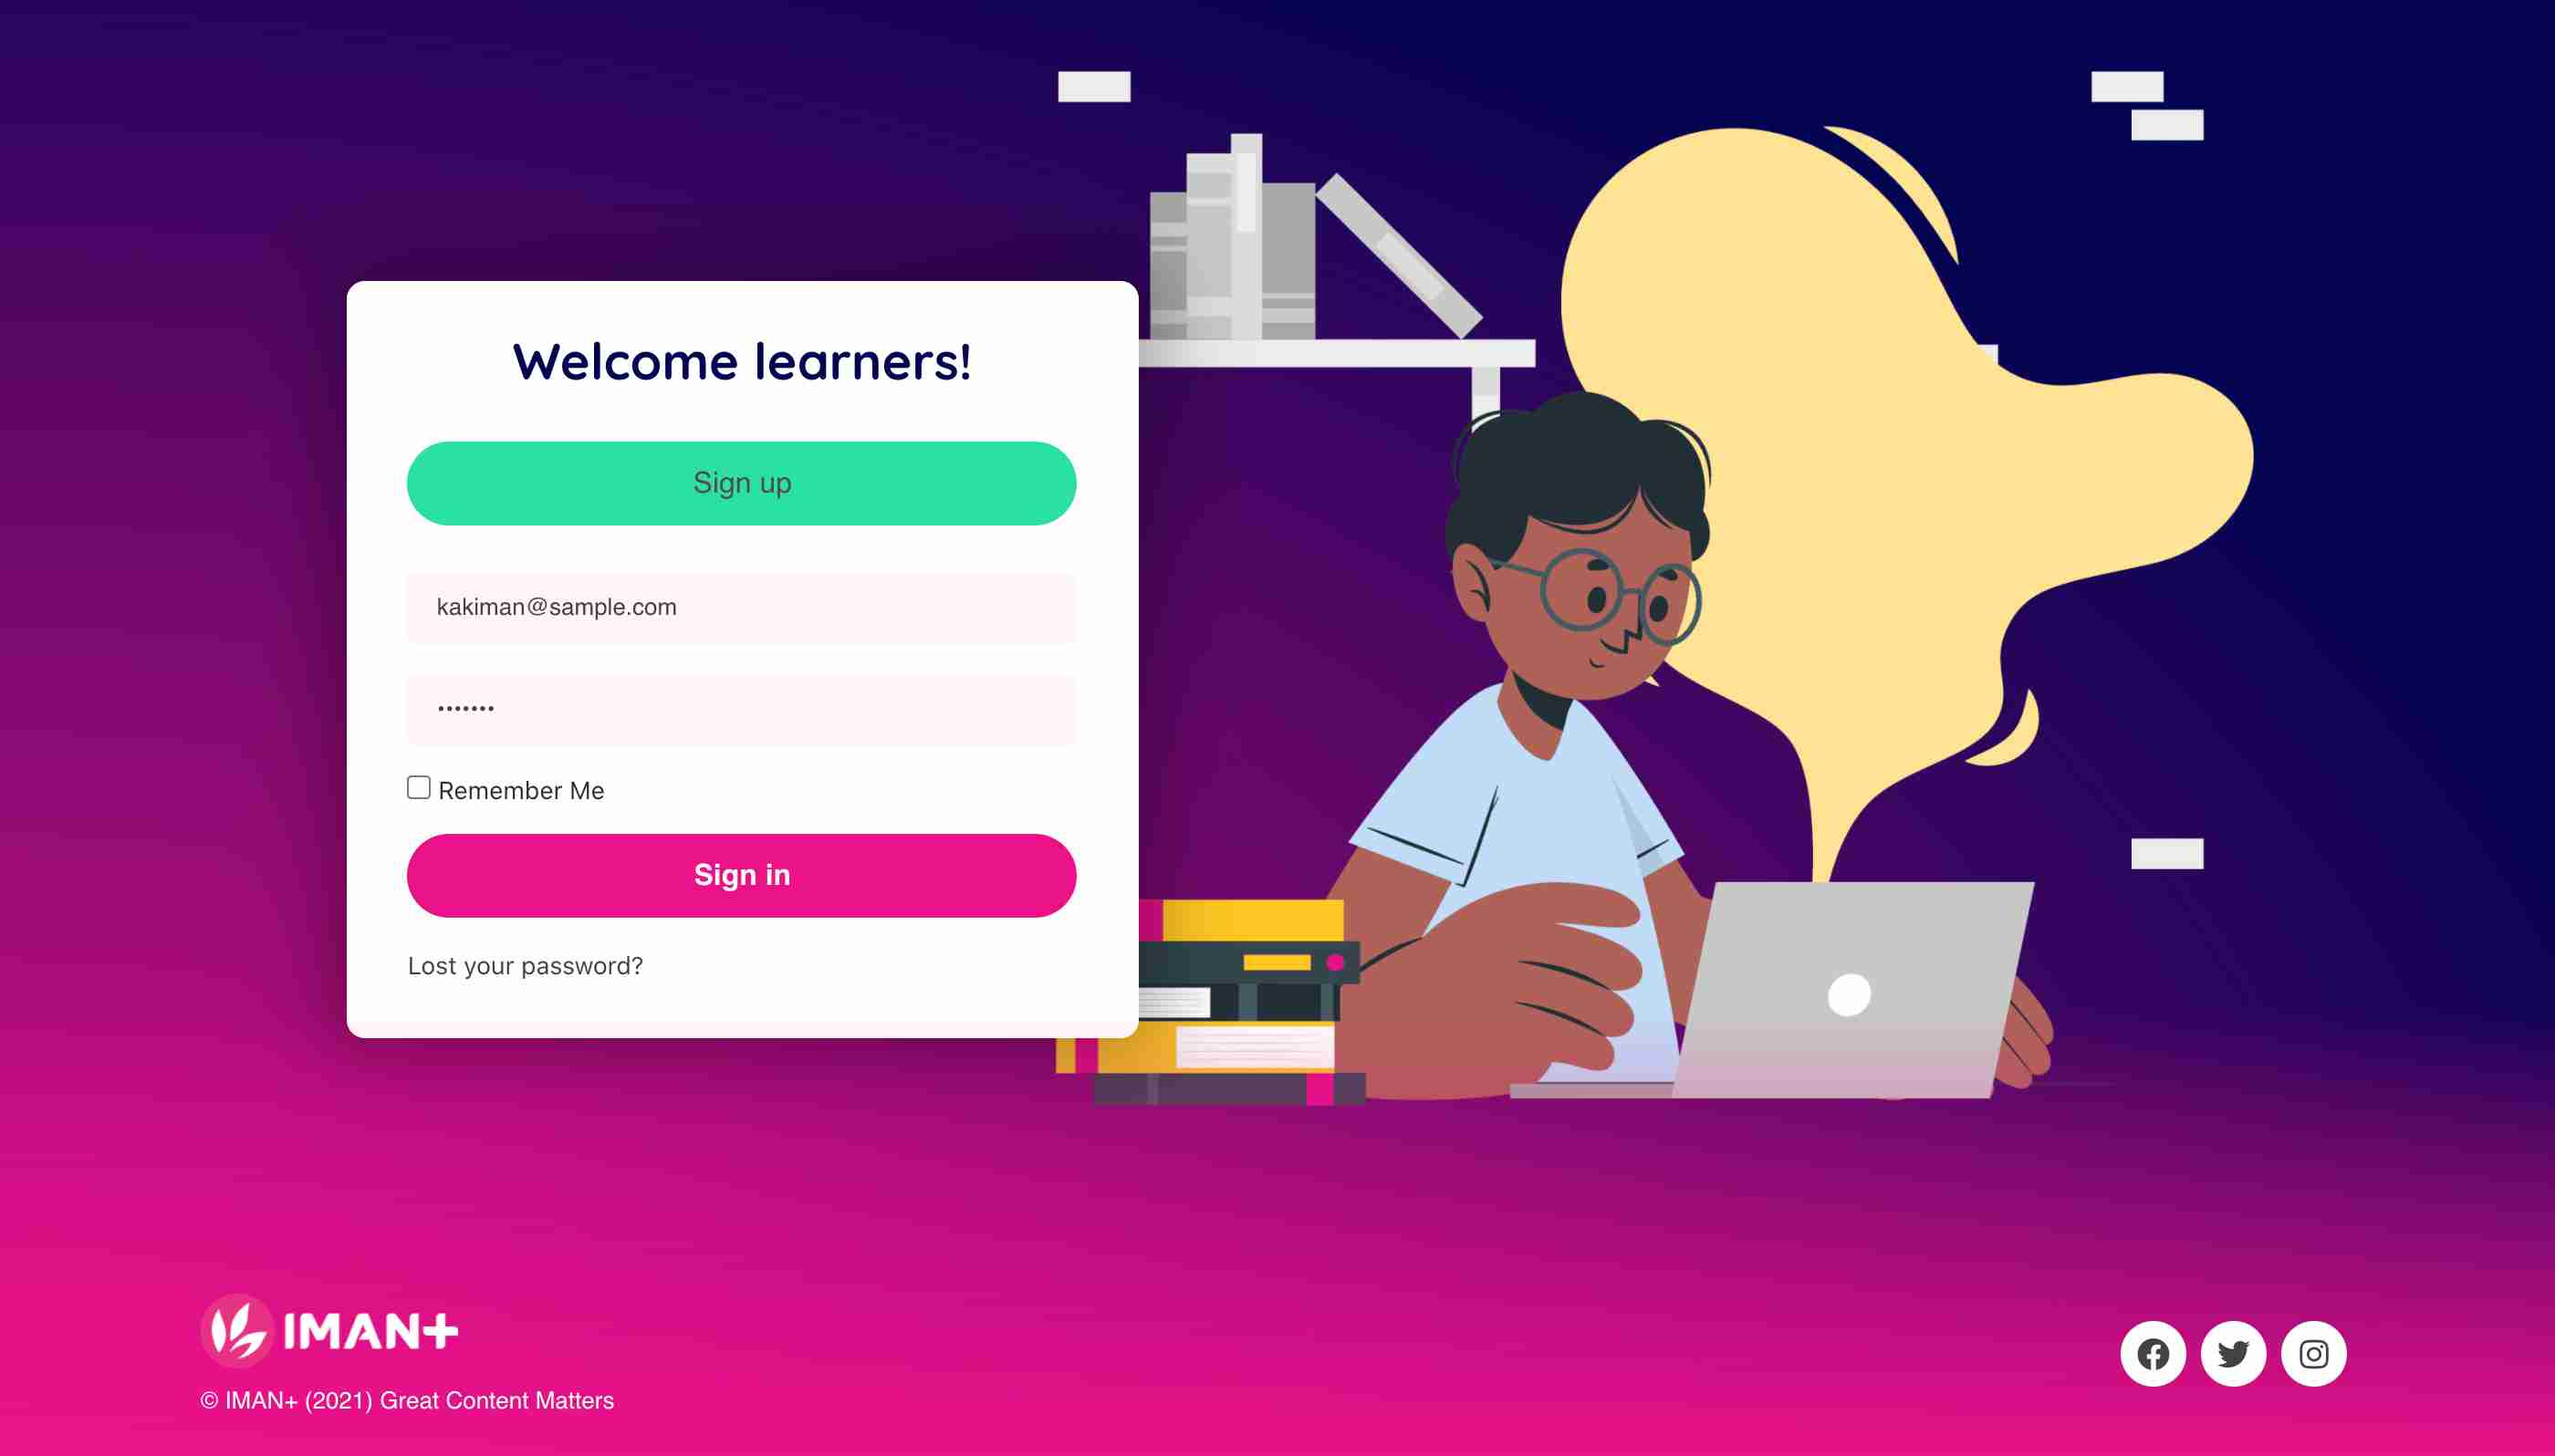 Welcome learners!
Sign up
kakiman@sample.com
•••••••
Remember Me
Sign in
Lost your password?
IMAN+
© IMAN+ (2021) Great Content Matters